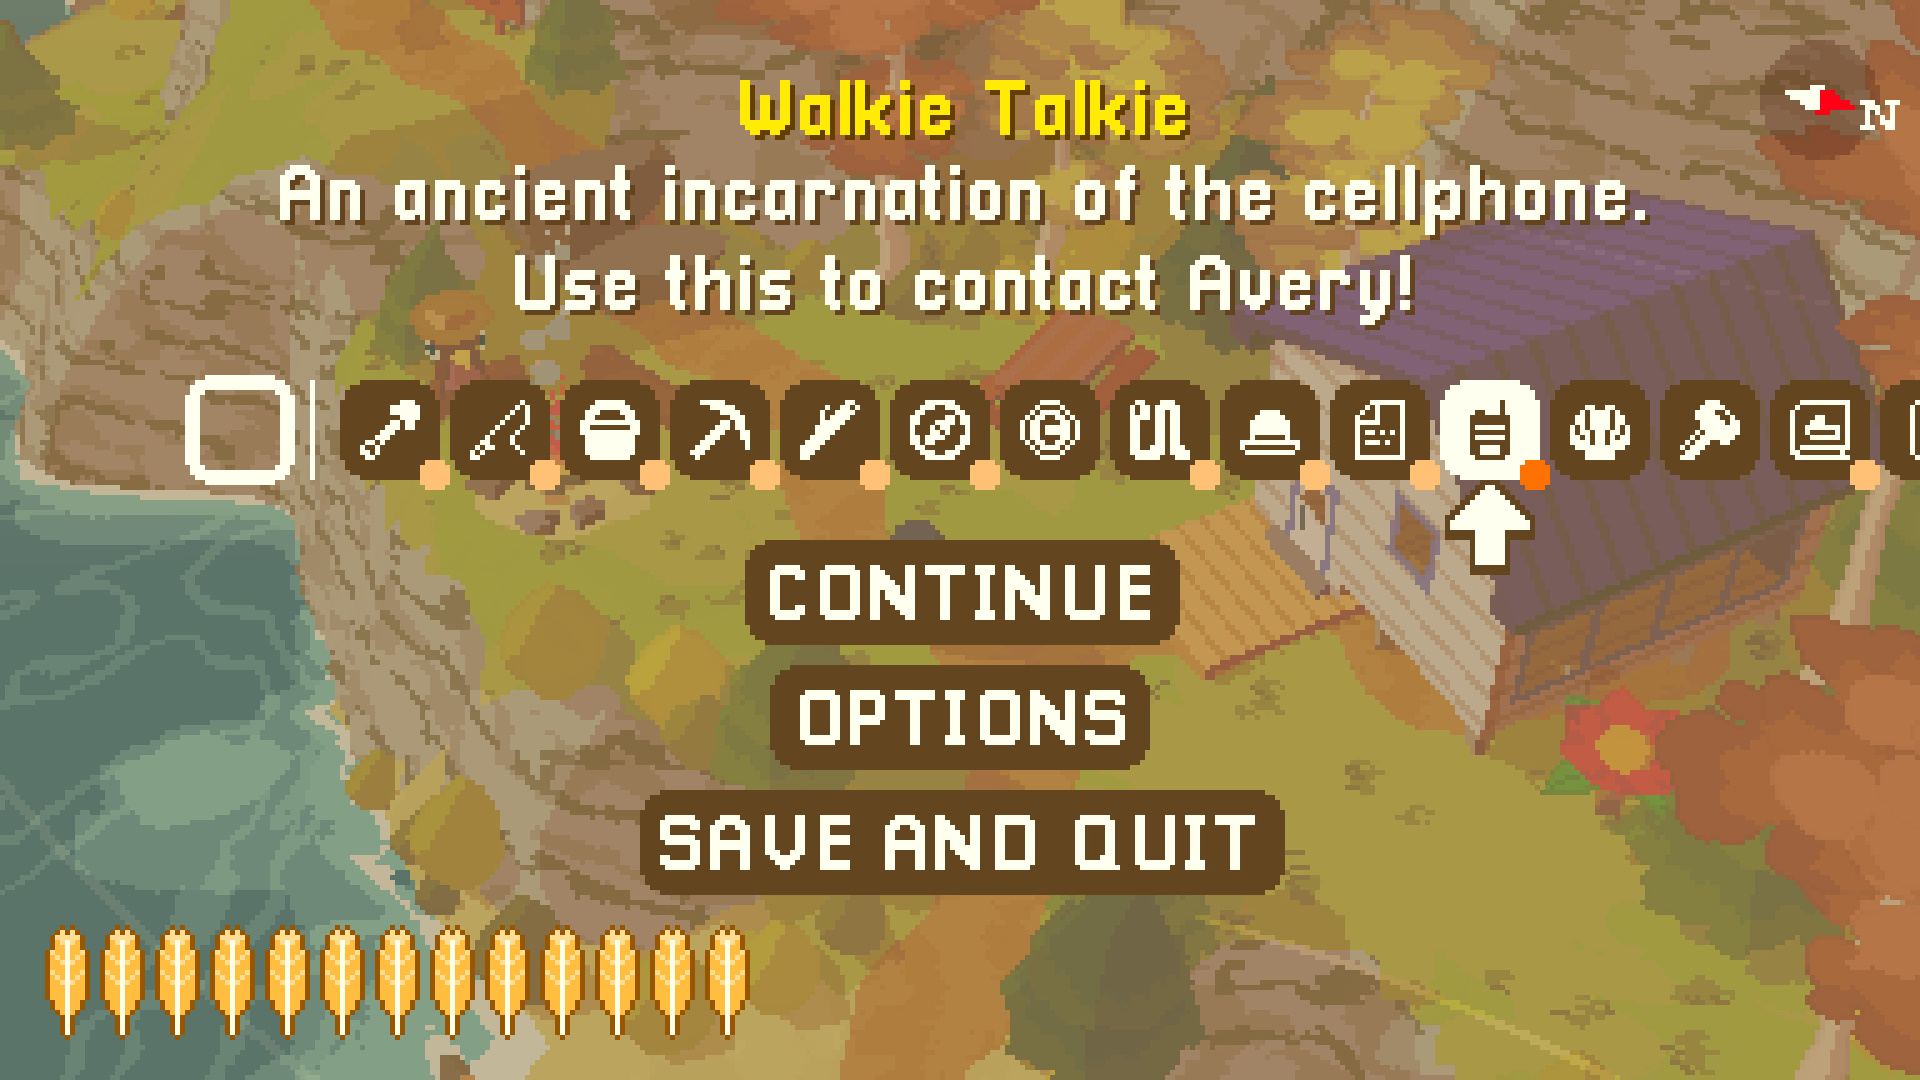 Walkie Talkie
An ancient incarnation of the cellphone.
Use this to contact Avery!
N
CONTINUE
OPTIONS
SAVE AND QUIT